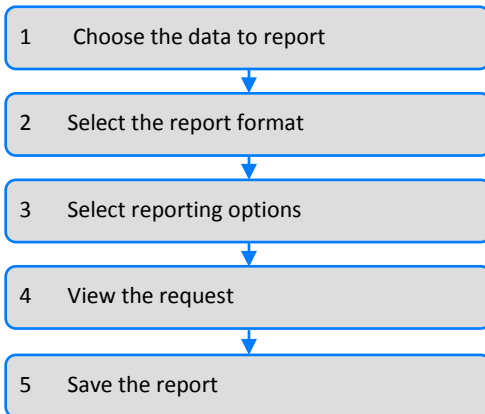 1 Choose the data to report
2 Select the report format
3 Select reporting options
4 View the request
5 Save the report